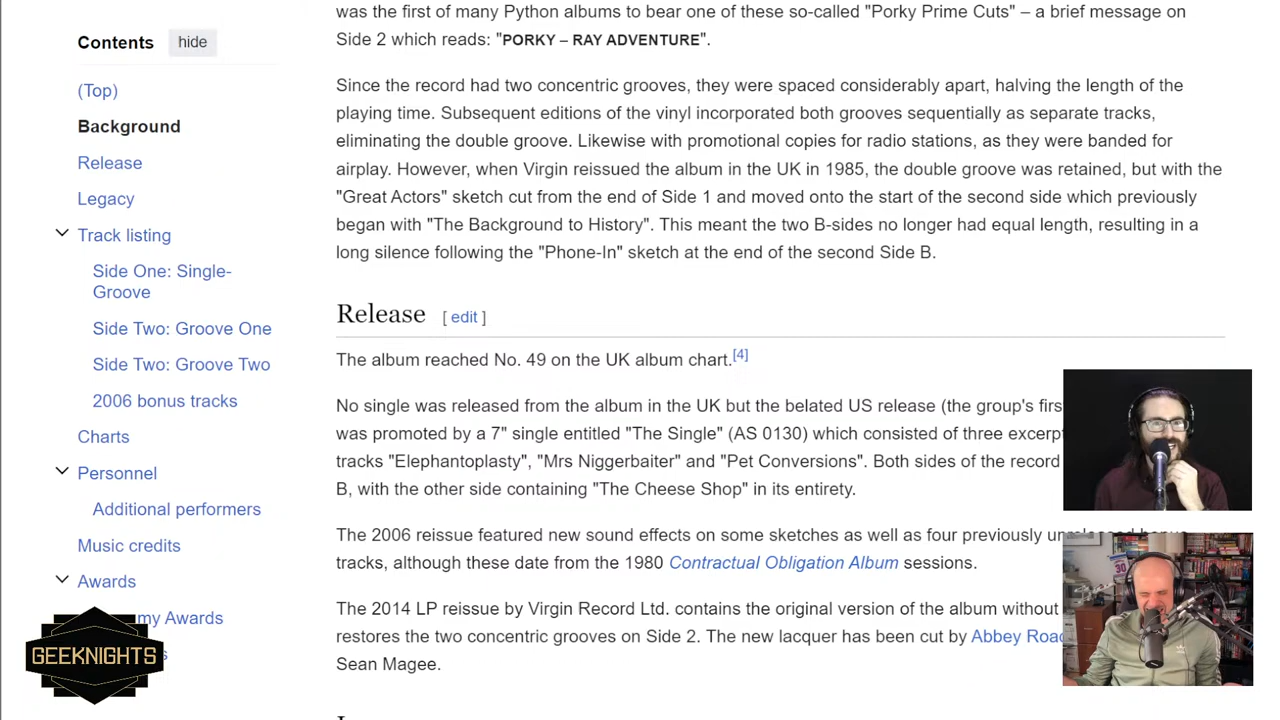 was the first of many Python albums to bear one of these so-called "Porky Prime Cuts" – a brief message on
Side 2 which reads: "PORKY – RAY ADVENTURE".
Since the record had two concentric grooves, they were spaced considerably apart, halving the length of the
playing time. Subsequent editions of the vinyl incorporated both grooves sequentially as separate tracks,
eliminating the double groove. Likewise with promotional copies for radio stations, as they were banded for
airplay. However, when Virgin reissued the album in the UK in 1985, the double groove was retained, but with the
"Great Actors" sketch cut from the end of Side 1 and moved onto the start of the second side which previously
began with "The Background to History". This meant the two B-sides no longer had equal length, resulting in a
long silence following the "Phone-In" sketch at the end of the second Side B.
Release [ edit ]
The album reached No. 49 on the UK album chart.[4]
No single was released from the album in the UK but the belated US release (the group's firs
was promoted by a 7" single entitled "The Single" (AS 0130) which consisted of three excerpt
tracks "Elephantoplasty", "Mrs Niggerbaiter" and "Pet Conversions". Both sides of the record
B, with the other side containing "The Cheese Shop" in its entirety.
The 2006 reissue featured new sound effects on some sketches as well as four previously
tracks, although these date from the 1980 Contractual Obligation Album sessions.
The 2014 LP reissue by Virgin Record Ltd. contains the original version of the album without
restores the two concentric grooves on Side 2. The new lacquer has been cut by Abbey Roa
Sean Magee.
Contents hide
(Top)
Background
Release
Legacy
Track listing
Side One: Single-
Groove
Side Two: Groove One
Side Two: Groove Two
2006 bonus tracks
Charts
Personnel
Additional performers
Music credits
Awards
my Awards
GEEKNIGHTS